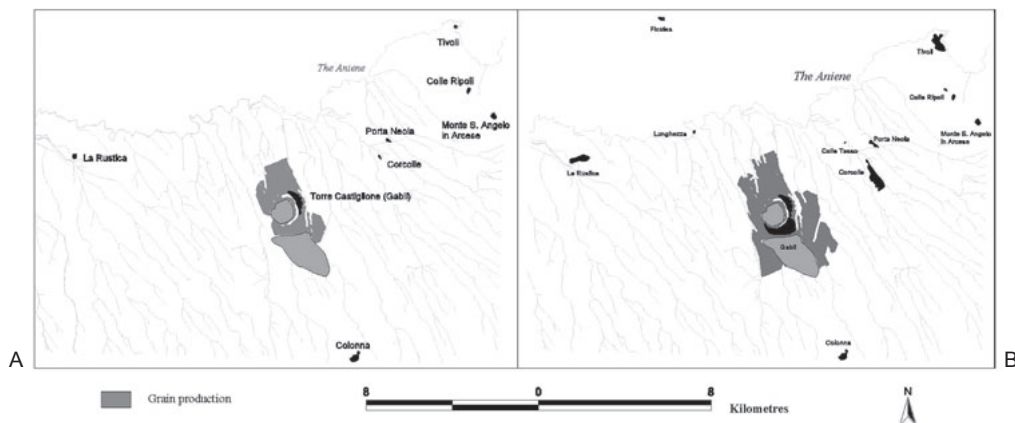 A
Tivoli
The Aniene
Colle Ripoli
Monte S. Angelo
in Arcese
Porta Neola
La Rustica
Corcolle
Torre Castiglione (Gabii)
Colonna
Tivoli
The Aniene
Colle Ripoli
Lunghezza
Porta Neola
Monte S. Angelo
in Arcese
Colle Tasso
La Rustica
Corcolle
Gabii
Colonna
B
Grain production
8 0 8
Kilometres
N